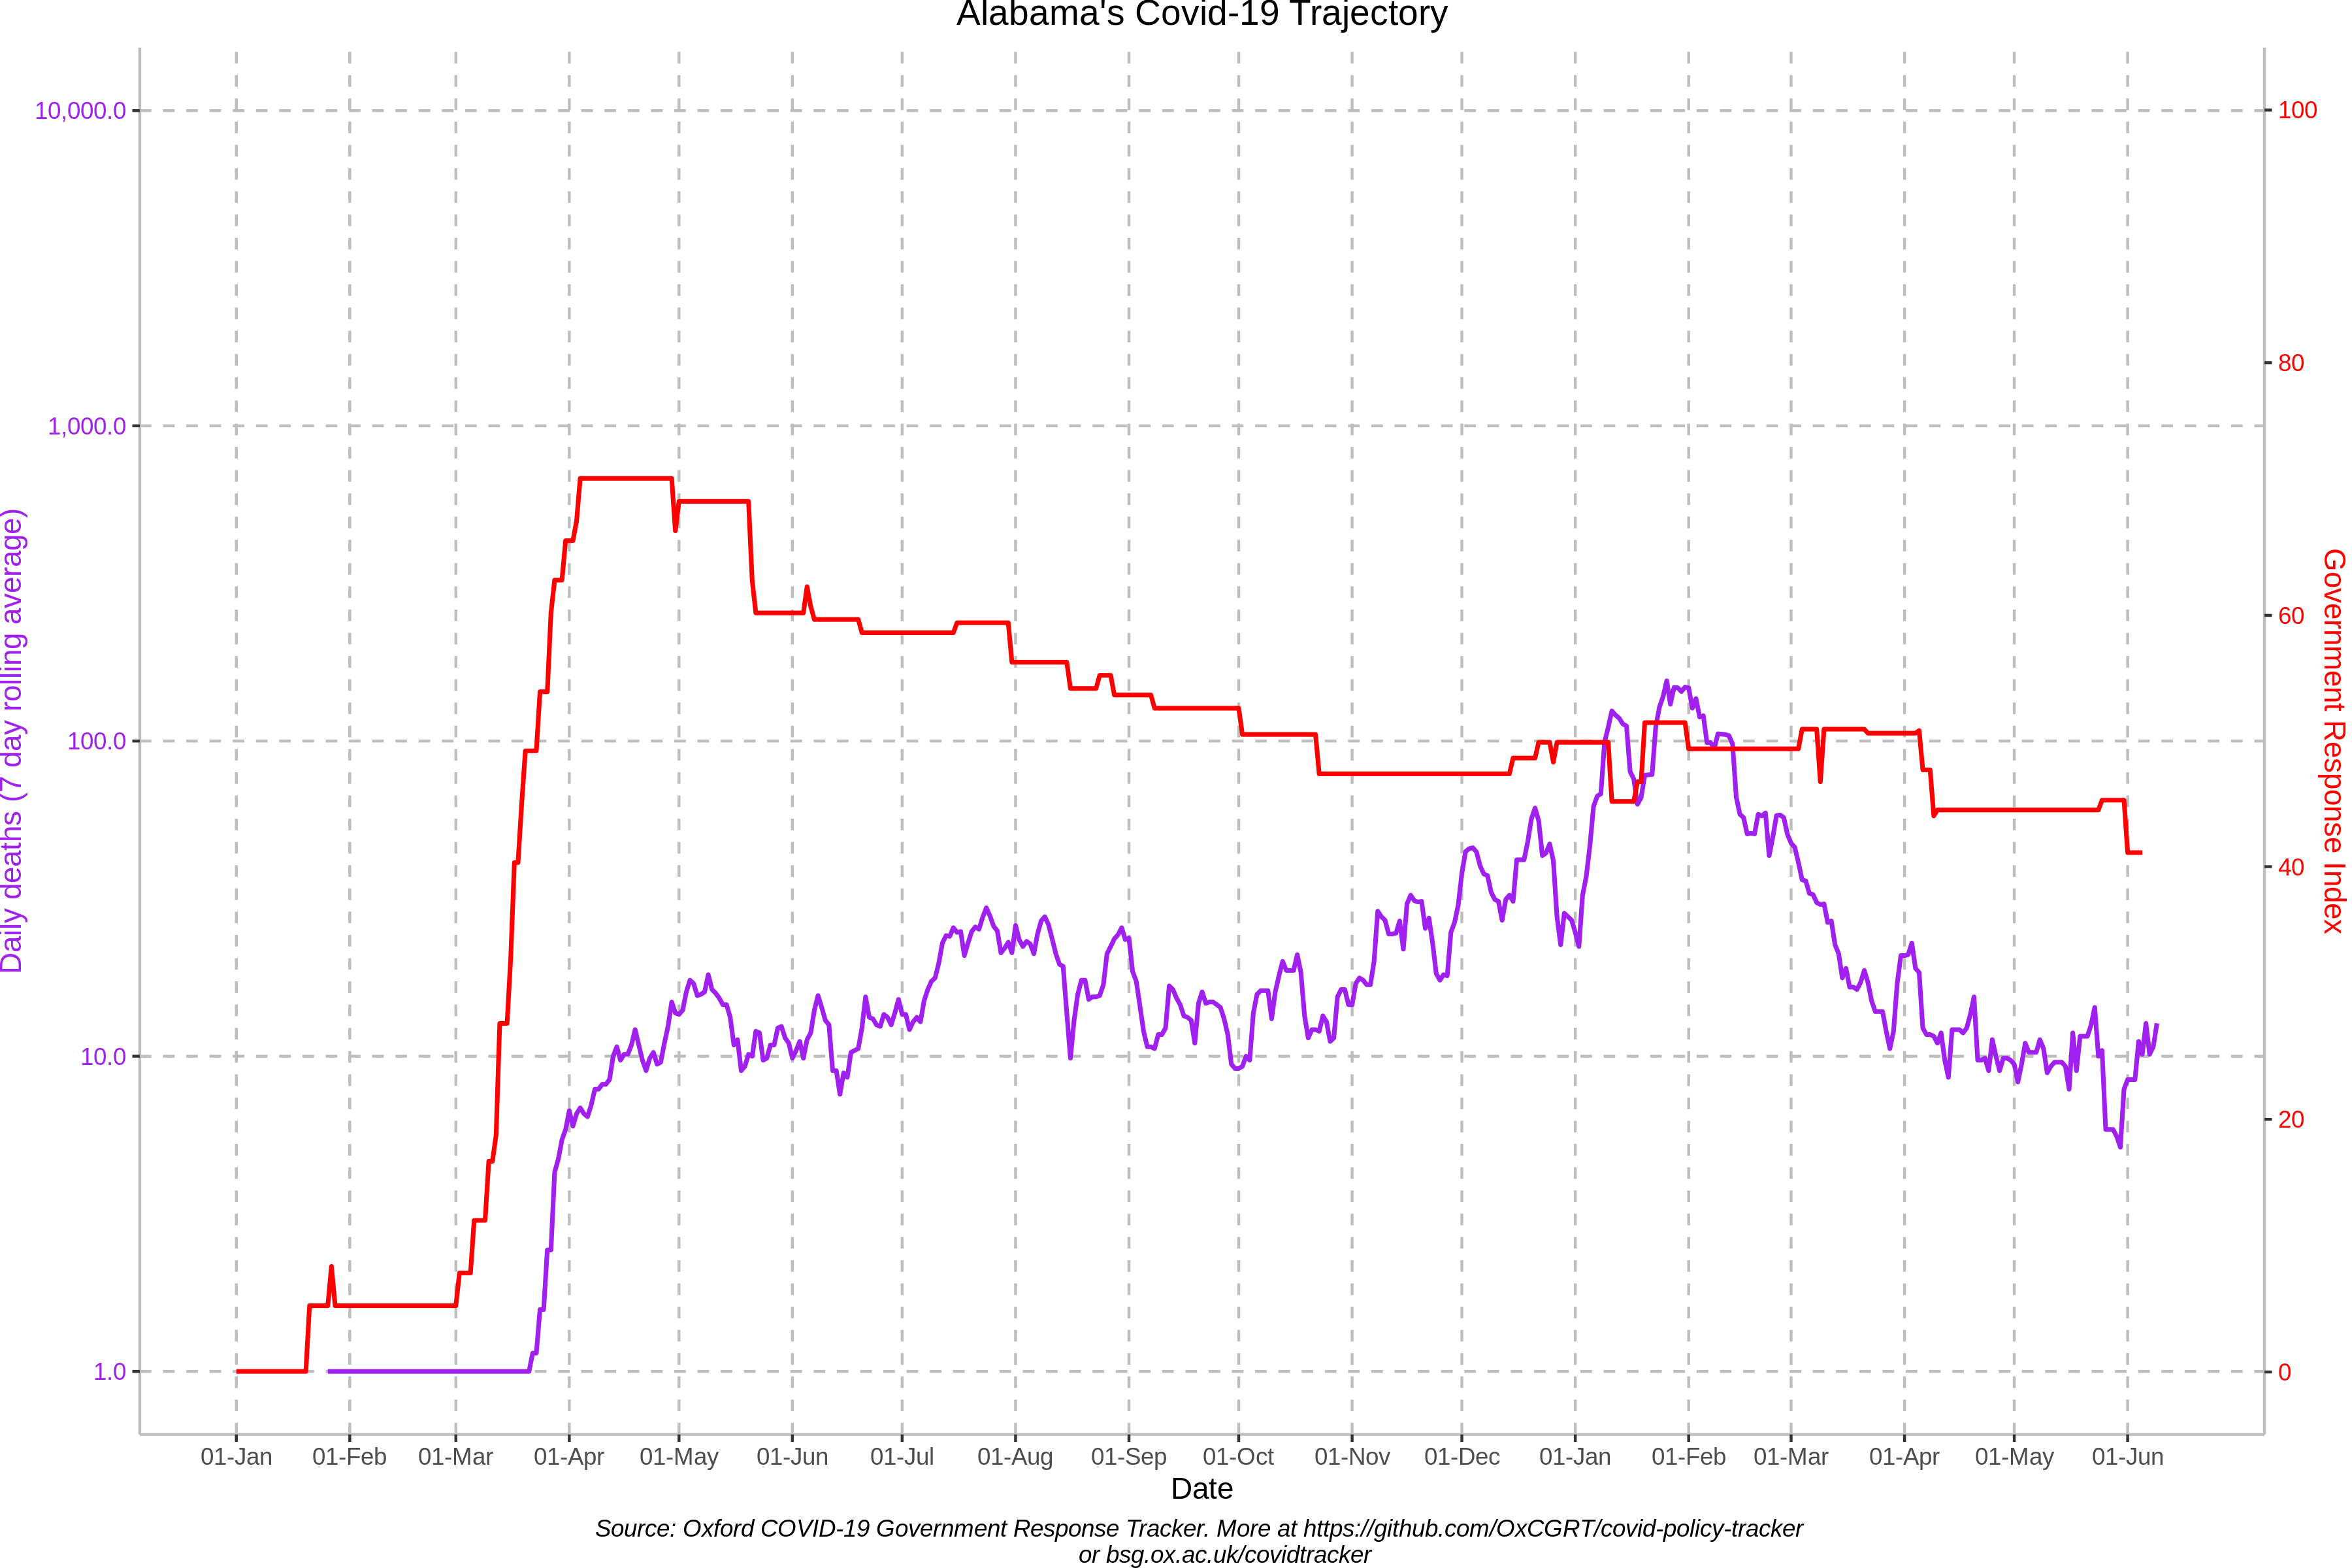 Alabama's Covid-19 Trajectory
10,000.0
1,000.0
100.0
10.0
1.0
Daily deaths (7 day rolling average)
100
80
60
40
20
0
Government Response Index
01-Jan 01-Feb 01-Mar 01-Apr 01-May 01-Jun 01-Jul 01-Aug 01-Sep 01-Oct 01-Nov 01-Dec 01-Jan 01-Feb 01-Mar 01-Apr 01-May 01-Jun
Date
Source: Oxford COVID-19 Government Response Tracker. More at https://github.com/OxCGRT/covid-policy-tracker
or bsg.ox.ac.uk/covidtracker